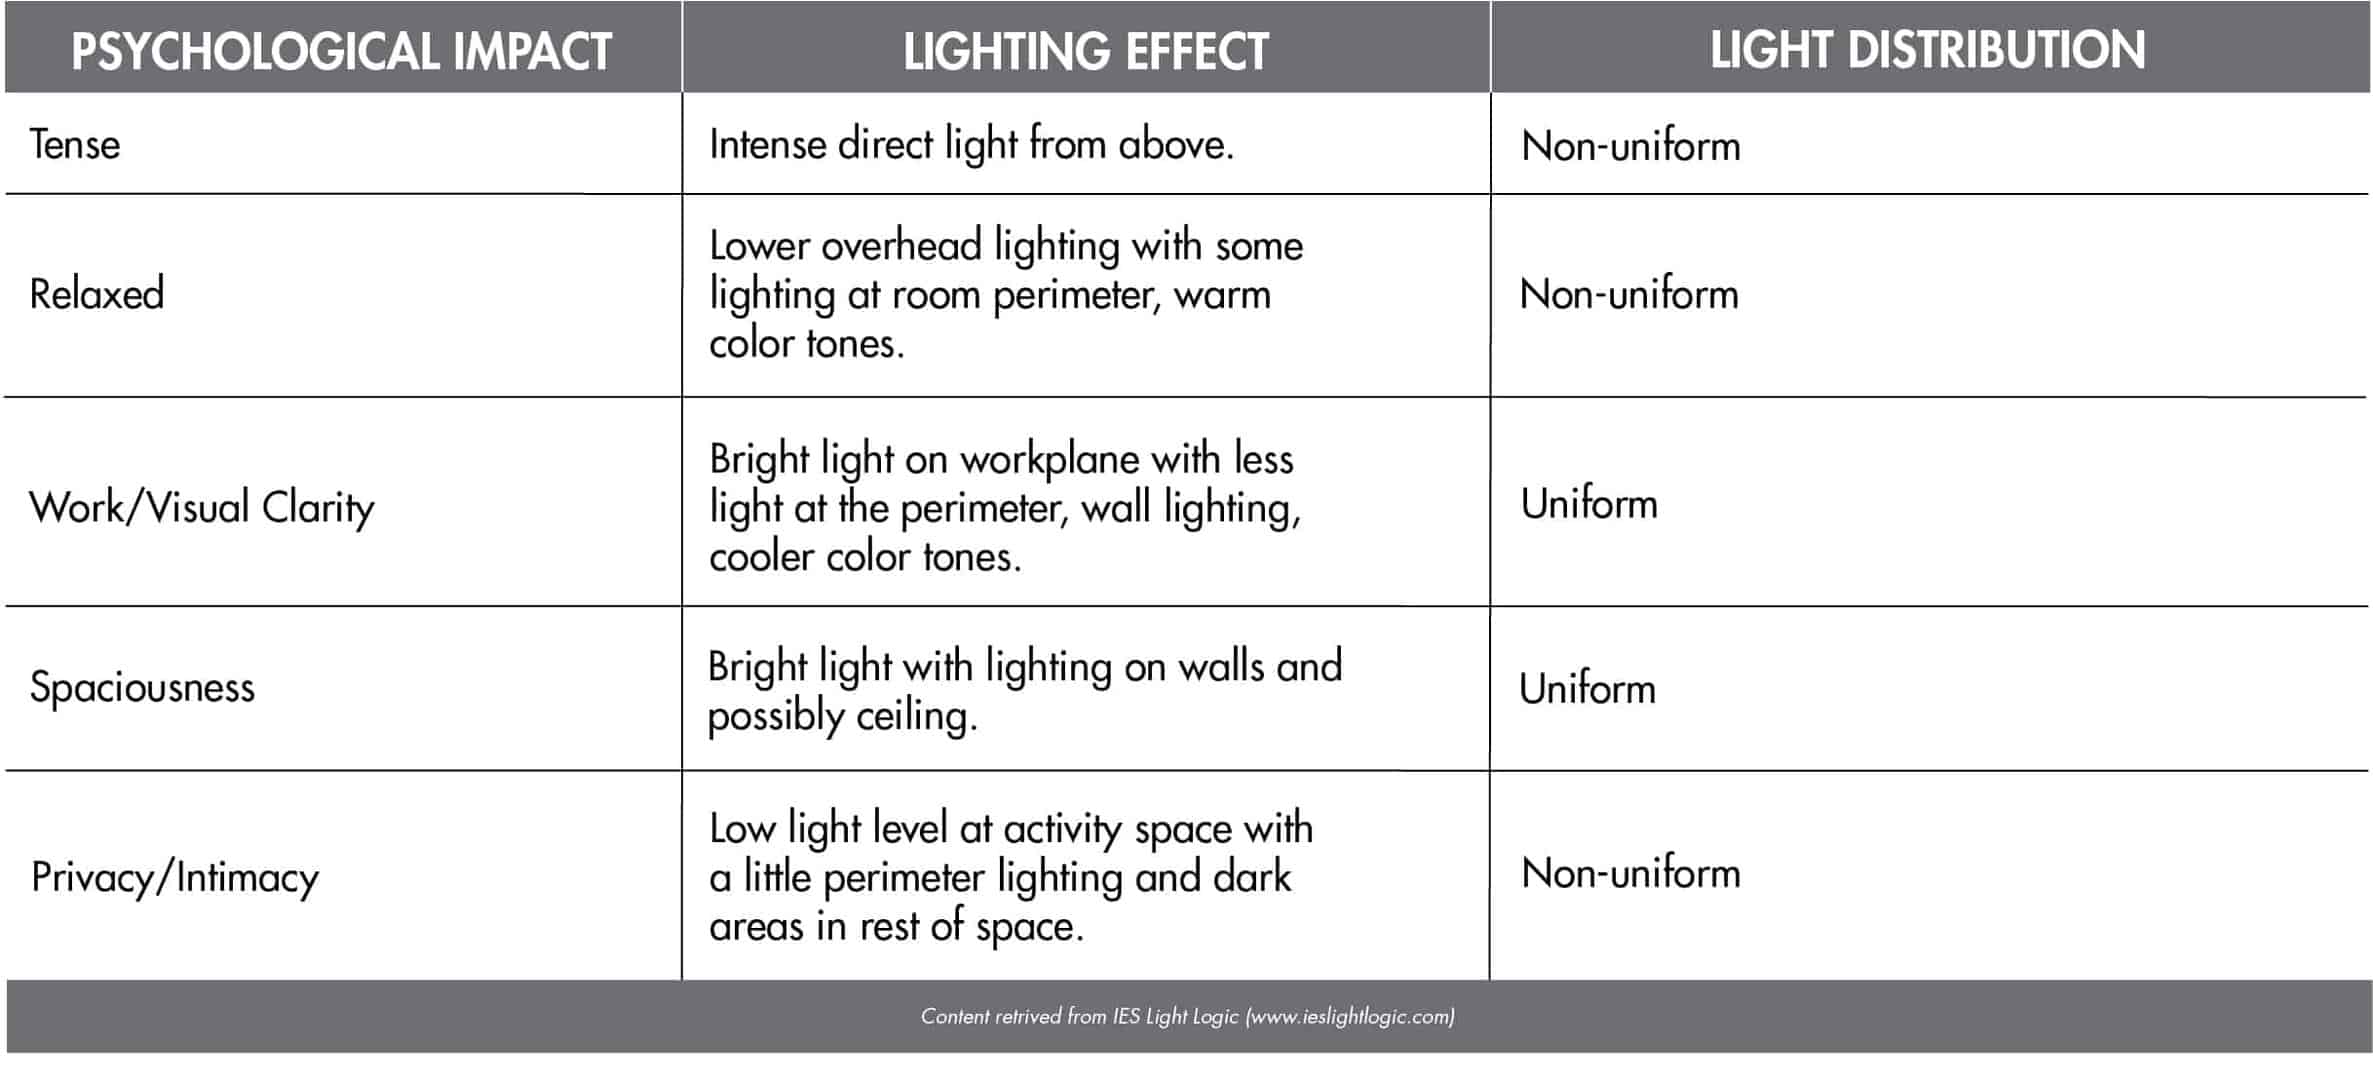 PSYCHOLOGICAL IMPACT
LIGHTING EFFECT
LIGHT DISTRIBUTION
Tense
Intense direct light from above.
Non-uniform
Relaxed
Lower overhead lighting with some
lighting at room perimeter, warm
color tones.
Non-uniform
Work/Visual Clarity
Bright light on workplane with less
light at the perimeter, wall lighting,
cooler color tones.
Uniform
Spaciousness
Bright light with lighting on walls and
possibly ceiling.
Uniform
Privacy/Intimacy
Low light level at activity space with
a little perimeter lighting and dark
areas in rest of space.
Non-uniform
Content retrived from IES Light Logic (www.ieslightlogic.com)